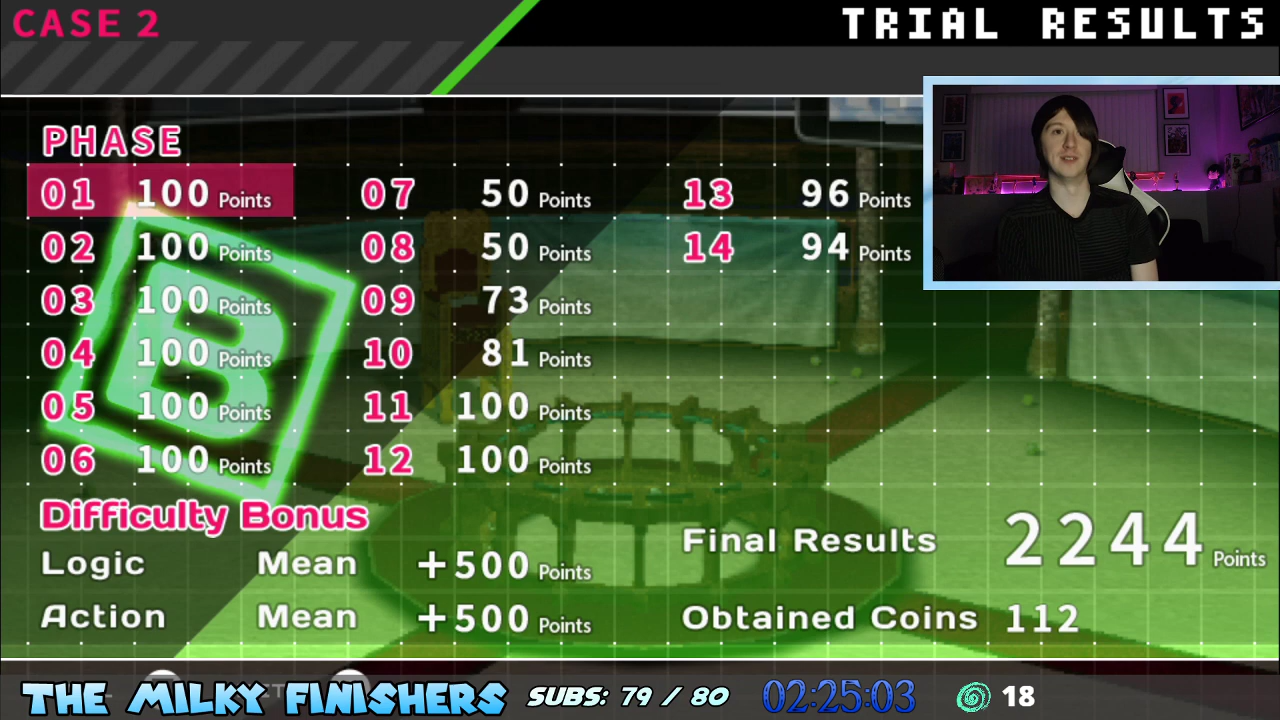 CASE 2
TRIAL RESULTS
PHASE
01 100 Points 07 50 Points 13 96 Points
02 100 Points 08 50 Points 14 94 Points
03 100 Points 09 73 Points
04 100 Points 10 81 Points
05 100 Points 11 100 Points
06 100 Points 12 100 Points
B
Difficulty Bonus
Logic Mean +500 Points
Action Mean +500 Points
Final Results 2244 Points
Obtained Coins 112
THE MILKY FINISHERS SUBS: 79 / 80 02:25:03 18